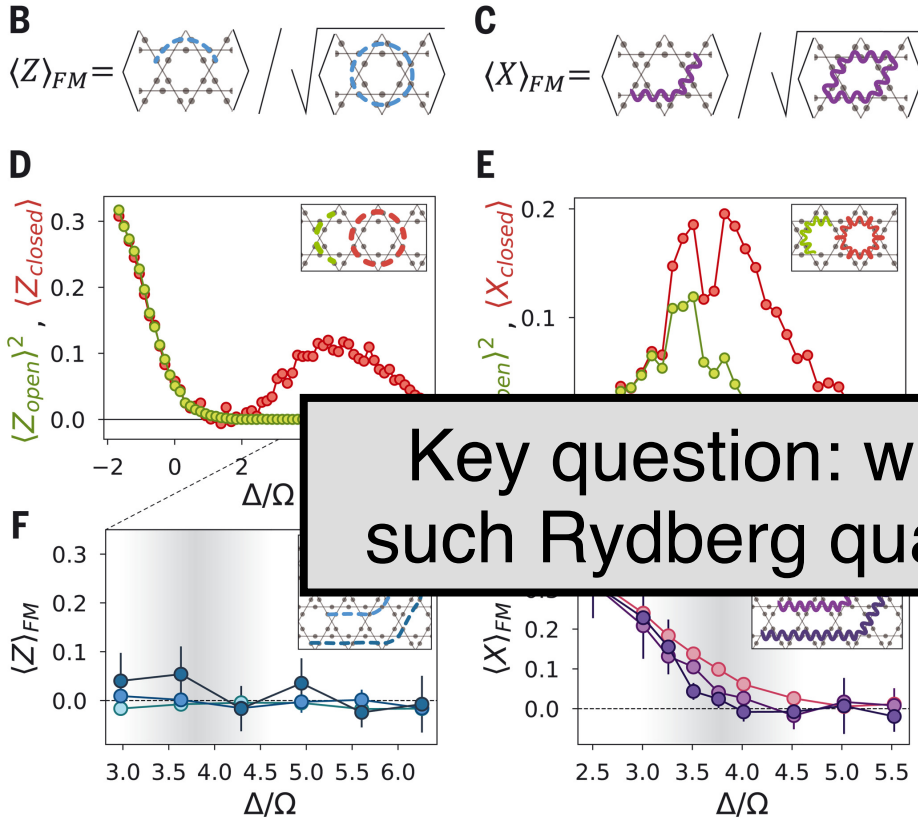 B
⟨Z⟩FM = ⟨ ⟩ / √⟨ ⟩
C
⟨X⟩FM = ⟨ ⟩ / √⟨ ⟩
D
⟨Zopen⟩², ⟨Zclosed⟩
0.3
0.2
0.1
0.0
−2 0 2
Δ/Ω
E
open⟩², ⟨Xclosed⟩
0.2
0.1
Key question: w
such Rydberg qua
F
⟨Z⟩FM
0.3
0.2
0.1
0.0
3.0 3.5 4.0 4.5 5.0 5.5 6.0
Δ/Ω
⟨X⟩FM
0.2
0.1
0.0
2.5 3.0 3.5 4.0 4.5 5.0 5.5
Δ/Ω